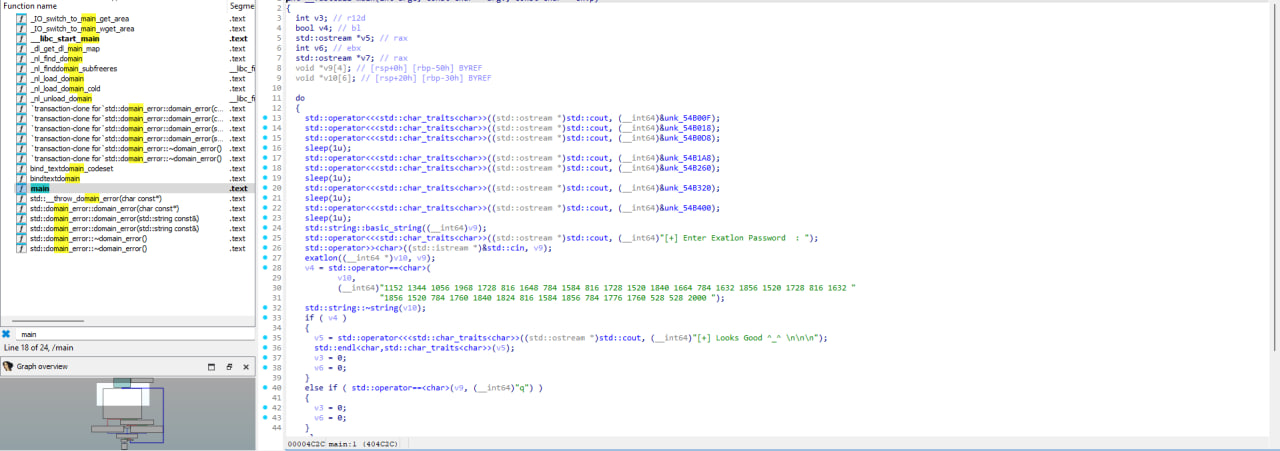 Function name Segme
_IO_switch_to_main_get_area .text
_IO_switch_to_main_wget_area .text
__libc_start_main .text
_dl_get_dl_main_map .text
_nl_find_domain .text
_nl_finddomain_subfreeres __libc_fi
_nl_load_domain .text
_nl_load_domain_cold .text
_nl_unload_domain __libc_fi
`transaction-clone for`std::domain_error::domain_error(c... .text
`transaction-clone for`std::domain_error::domain_error(c... .text
`transaction-clone for`std::domain_error::domain_error(s... .text
`transaction-clone for`std::domain_error::domain_error(s... .text
`transaction-clone for`std::domain_error::~domain_error() .text
`transaction-clone for`std::domain_error::~domain_error() .text
bind_textdomain_codeset .text
bindtextdomain .text
main .text
std::__throw_domain_error(char const*) .text
std::domain_error::domain_error(char const*) .text
std::domain_error::domain_error(std::string const&) .text
std::domain_error::domain_error(std::string const&) .text
std::domain_error::~domain_error() .text
std::domain_error::~domain_error() .text
main
Line 18 of 24, /main
Graph overview
2 {
3 int v3; // r12d
4 bool v4; // bl
5 std::ostream *v5; // rax
6 int v6; // ebx
7 std::ostream *v7; // rax
8 void *v9[4]; // [rsp+0h] [rbp-50h] BYREF
9 void *v10[6]; // [rsp+20h] [rbp-30h] BYREF
10
11 do
12 {
13 std::operator<<<std::char_traits<char>>((std::ostream *)std::cout, (__int64)&unk_54B00F);
14 std::operator<<<std::char_traits<char>>((std::ostream *)std::cout, (__int64)&unk_54B018);
15 std::operator<<<std::char_traits<char>>((std::ostream *)std::cout, (__int64)&unk_54B0D8);
16 sleep(1u);
17 std::operator<<<std::char_traits<char>>((std::ostream *)std::cout, (__int64)&unk_54B1A8);
18 std::operator<<<std::char_traits<char>>((std::ostream *)std::cout, (__int64)&unk_54B260);
19 sleep(1u);
20 std::operator<<<std::char_traits<char>>((std::ostream *)std::cout, (__int64)&unk_54B320);
21 sleep(1u);
22 std::operator<<<std::char_traits<char>>((std::ostream *)std::cout, (__int64)&unk_54B400);
23 sleep(1u);
24 std::string::basic_string((__int64)v9);
25 std::operator<<<std::char_traits<char>>((std::ostream *)std::cout, (__int64)"[+] Enter Exatlon Password  : ");
26 std::operator>><char>((std::istream *)&std::cin, v9);
27 exatlon((__int64 *)v10, v9);
28 v4 = std::operator==<char>(
29 v10,
30 (__int64)"1152 1344 1056 1968 1728 816 1648 784 1584 816 1728 1520 1840 1664 784 1632 1856 1520 1728 816 1632 "
31 "1856 1520 784 1760 1840 1824 816 1584 1856 784 1776 1760 528 528 2000 ");
32 std::string::~string(v10);
33 if ( v4 )
34 {
35 v5 = std::operator<<<std::char_traits<char>>((std::ostream *)std::cout, (__int64)"[+] Looks Good ^_^ \n\n\n");
36 std::endl<char,std::char_traits<char>>(v5);
37 v3 = 0;
38 v6 = 0;
39 }
40 else if ( std::operator==<char>(v9, (__int64)"q") )
41 {
42 v3 = 0;
43 v6 = 0;
44 }
00004C2C main:1 (404C2C)